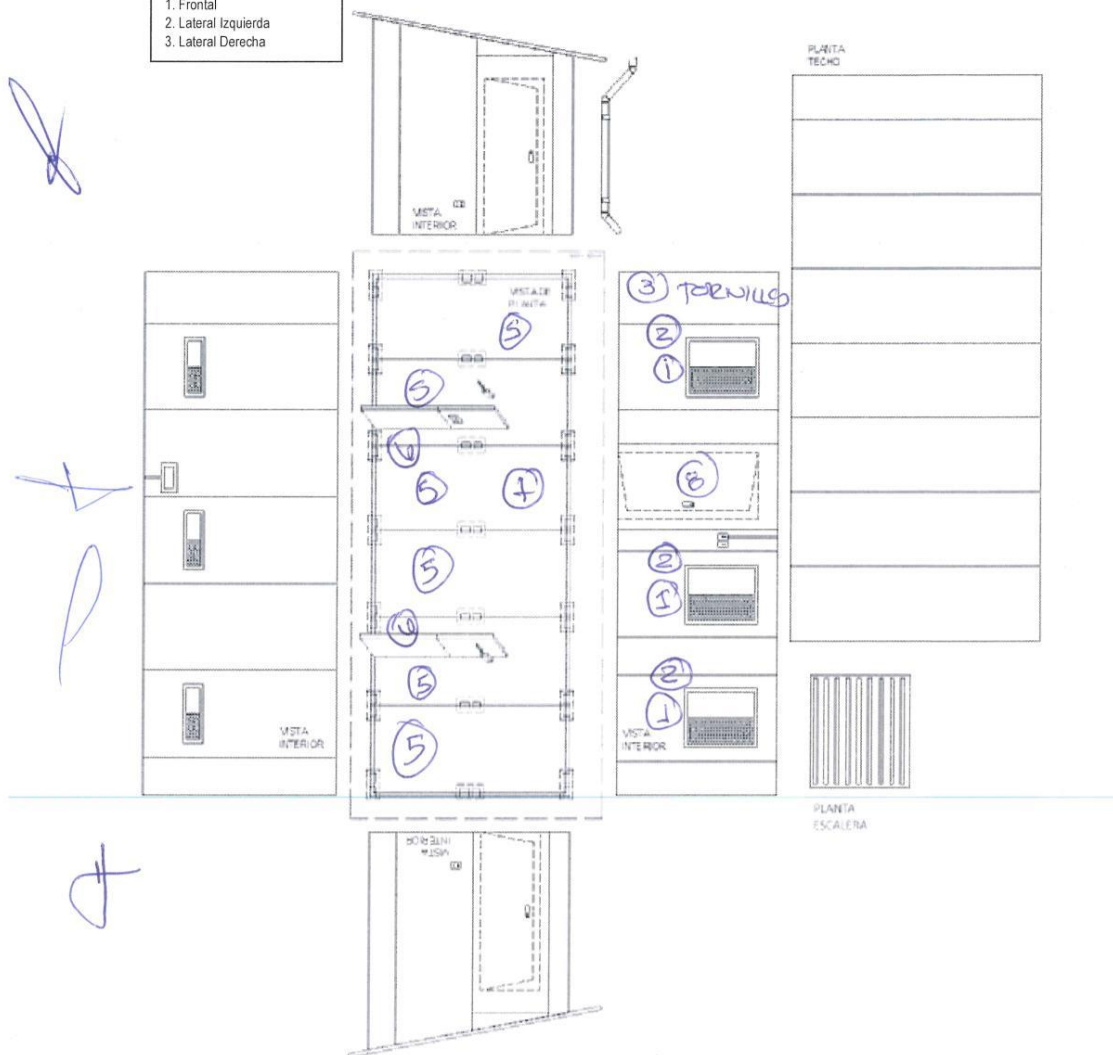 1. Frontal
2. Lateral Izquierda
3. Lateral Derecha
PLANTA
TECHO
VISTA
INTERIOR
VISTA DE
PLANTA
5
5
6
5
5
6
5
5
3 TORNILLOS
2
1
8
2
1
2
1
VISTA
INTERIOR
VISTA
INTERIOR
PLANTA
ESCALERA
VISTA
INTERIOR